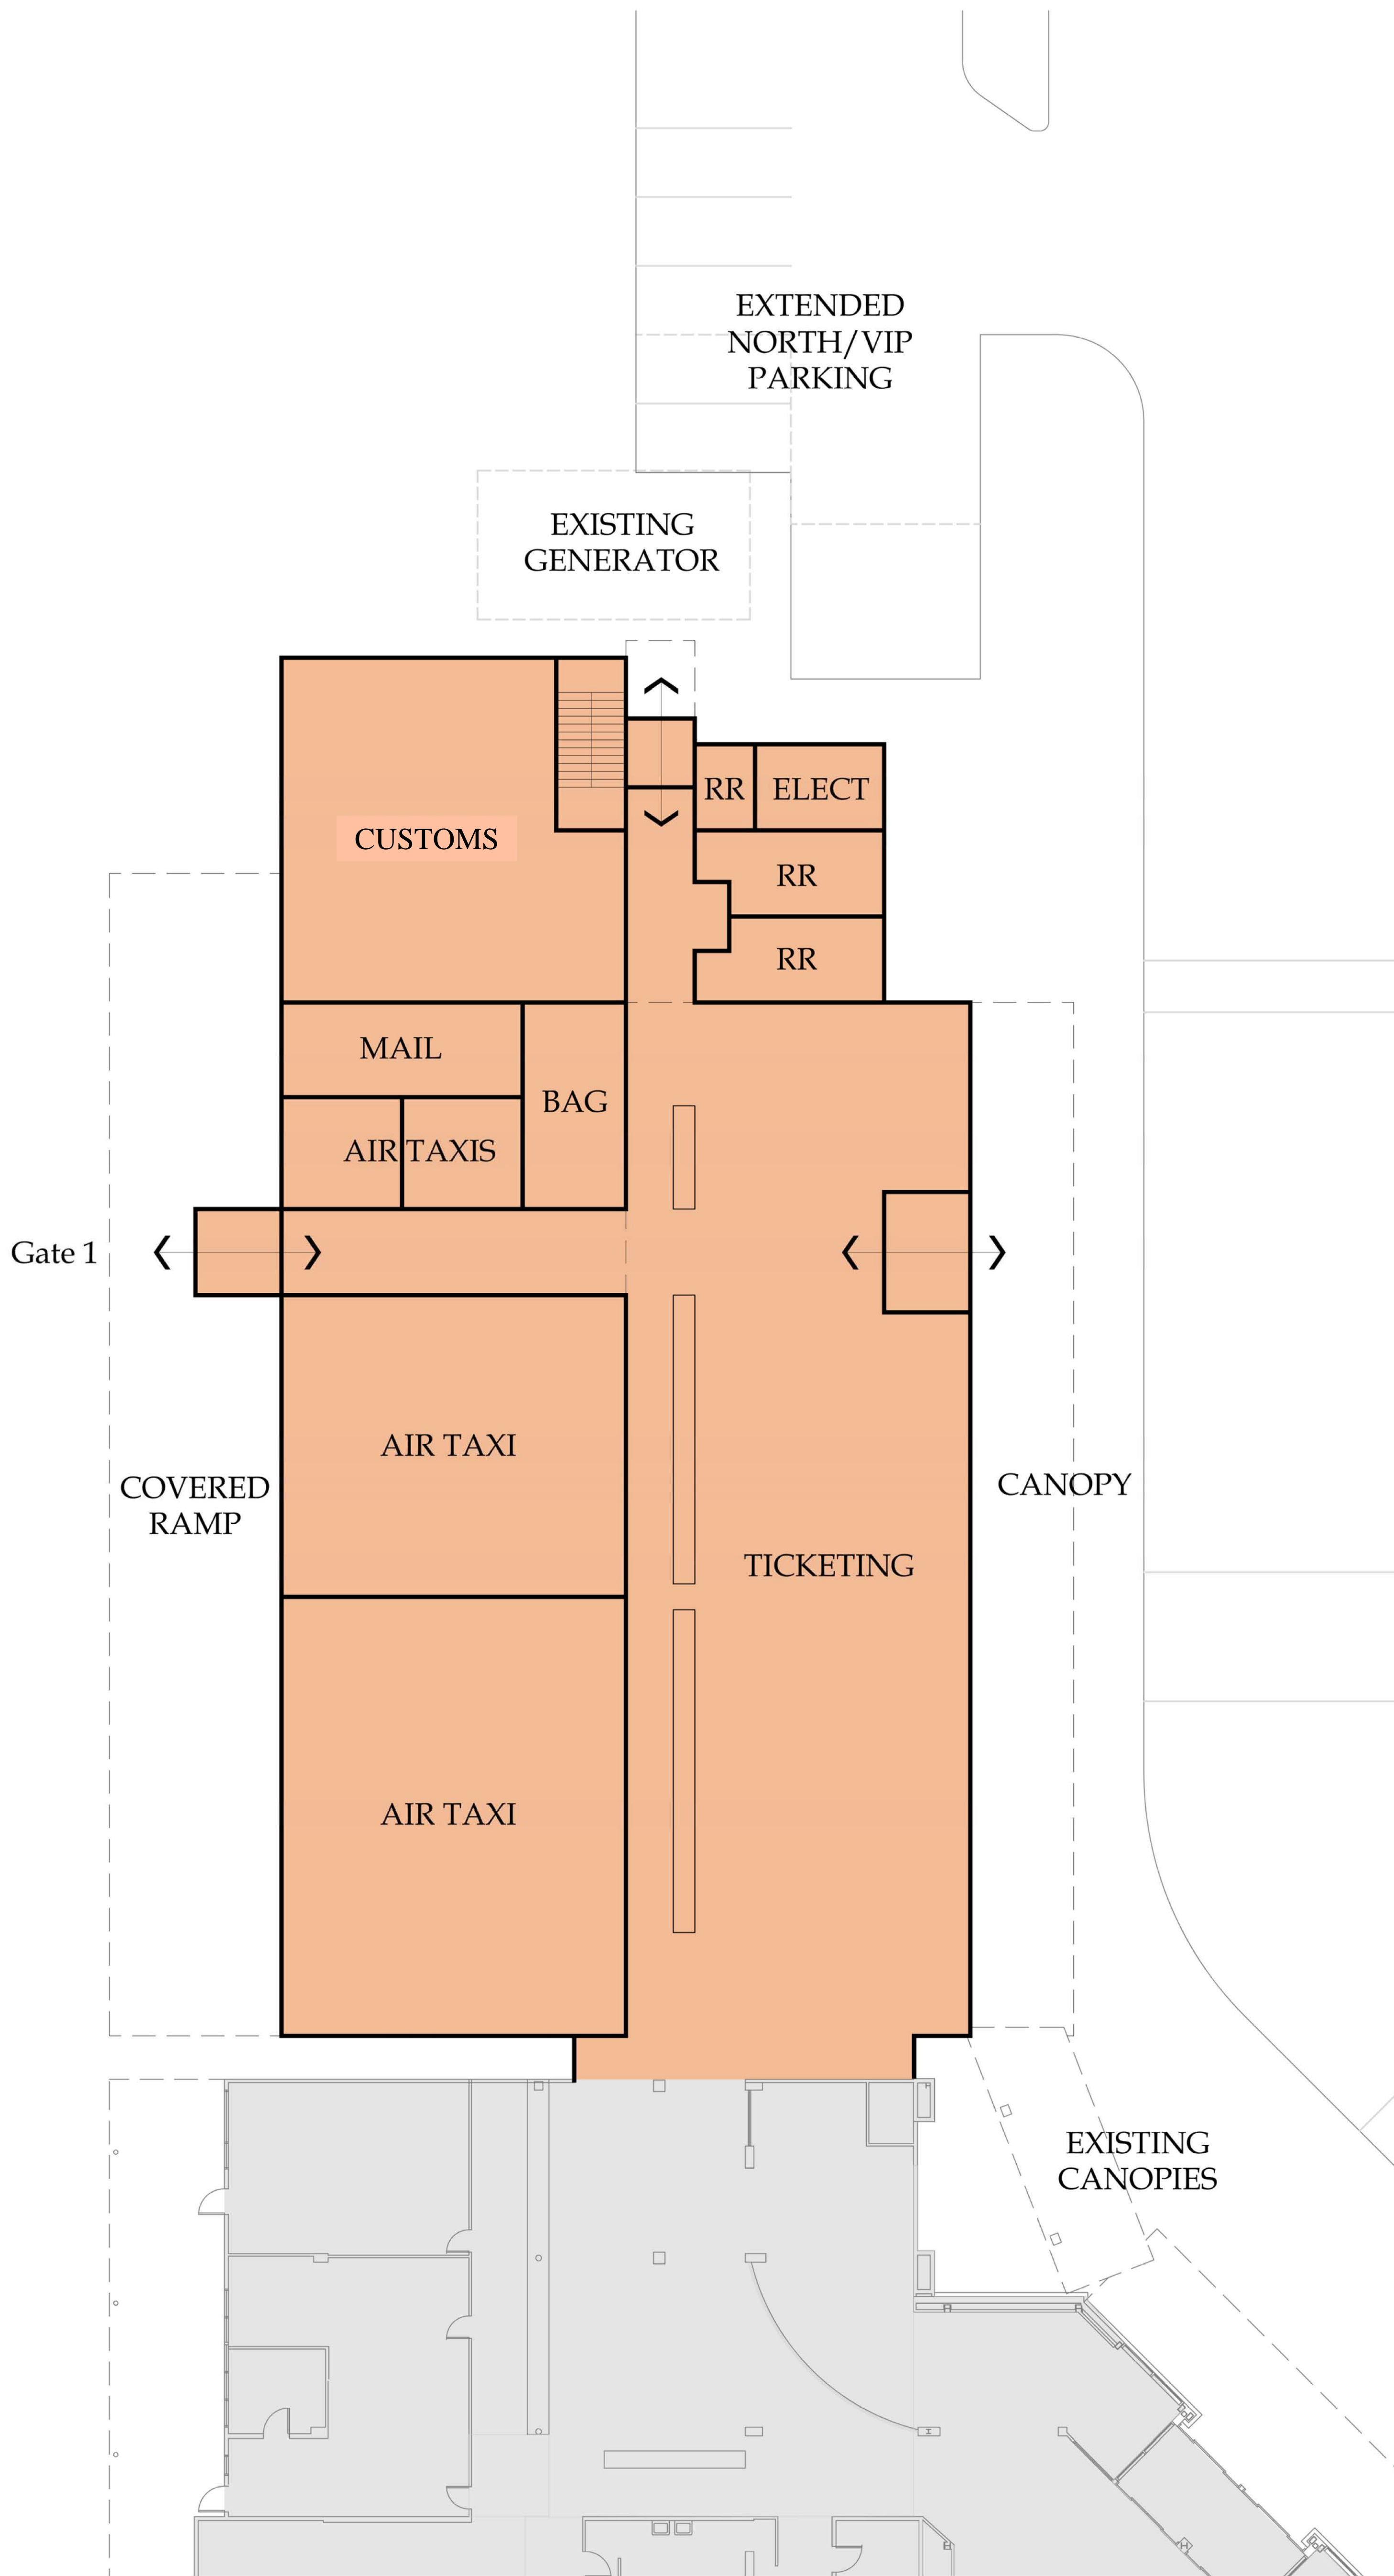 EXTENDED
NORTH/VIP
PARKING
EXISTING
GENERATOR
RR
ELECT
CUSTOMS
RR
RR
MAIL
BAG
AIR TAXIS
Gate 1
AIR TAXI
COVERED
RAMP
CANOPY
TICKETING
AIR TAXI
EXISTING
CANOPIES